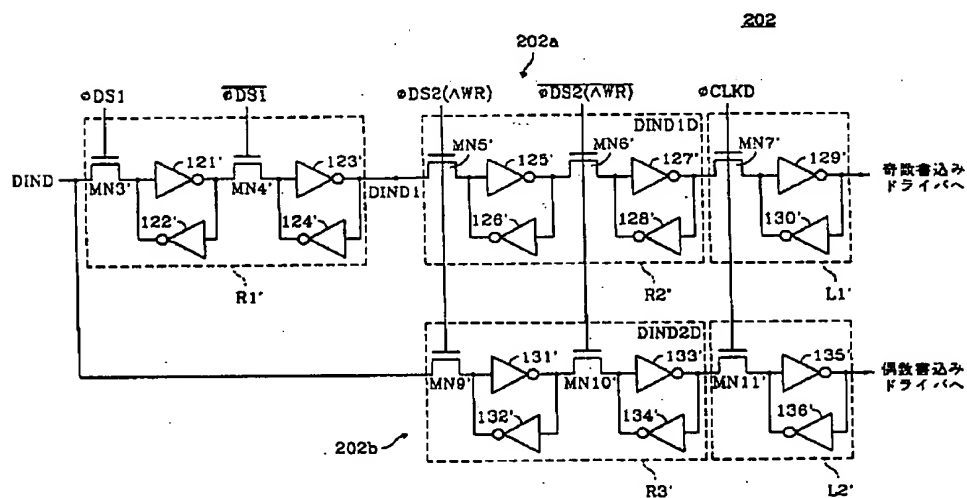 202
202a
φDS1
φDS1
φDS2(∧WR)
φDS2(∧WR)
φCLKD
DIND1D
121'
123'
MN5'
125'
MN6'
127'
MN7'
129'
DIND
MN3'
MN4'
DIND1
奇数書込み
ドライバへ
122'
124'
126'
128'
130'
R1'
R2'
L1'
DIND2D
131'
133'
135'
MN9'
MN10'
MN11'
偶数書込み
ドライバへ
132'
134'
136'
202b
R3'
L2'